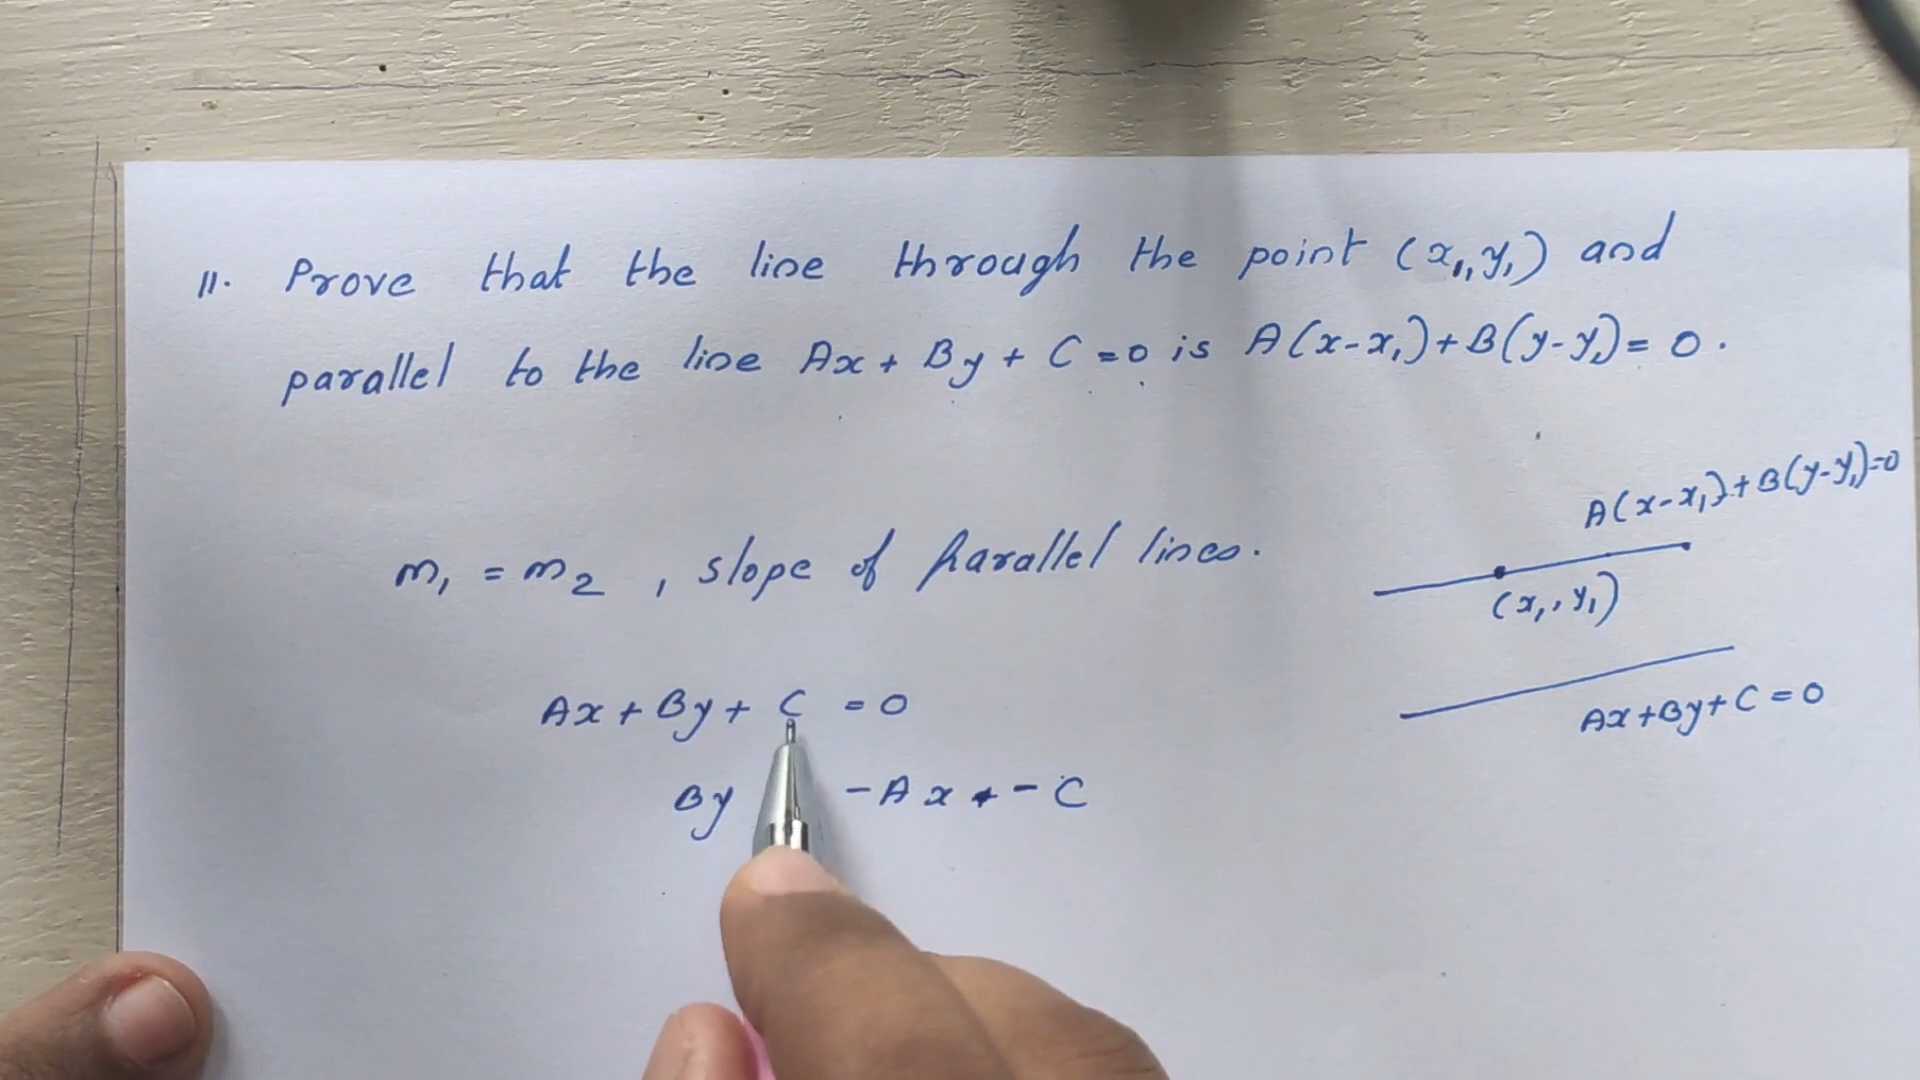 11. Prove that the line through the point (x₁, y₁) and
parallel to the line Ax + By + C = 0 is A(x-x₁)+B(y-y₁)= 0.
A(x-x₁)+B(y-y₁)=0
m₁ = m₂ , slope of parallel lines.
(x₁, y₁)
Ax + By + C = 0
Ax+By+C = 0
By -Ax - C